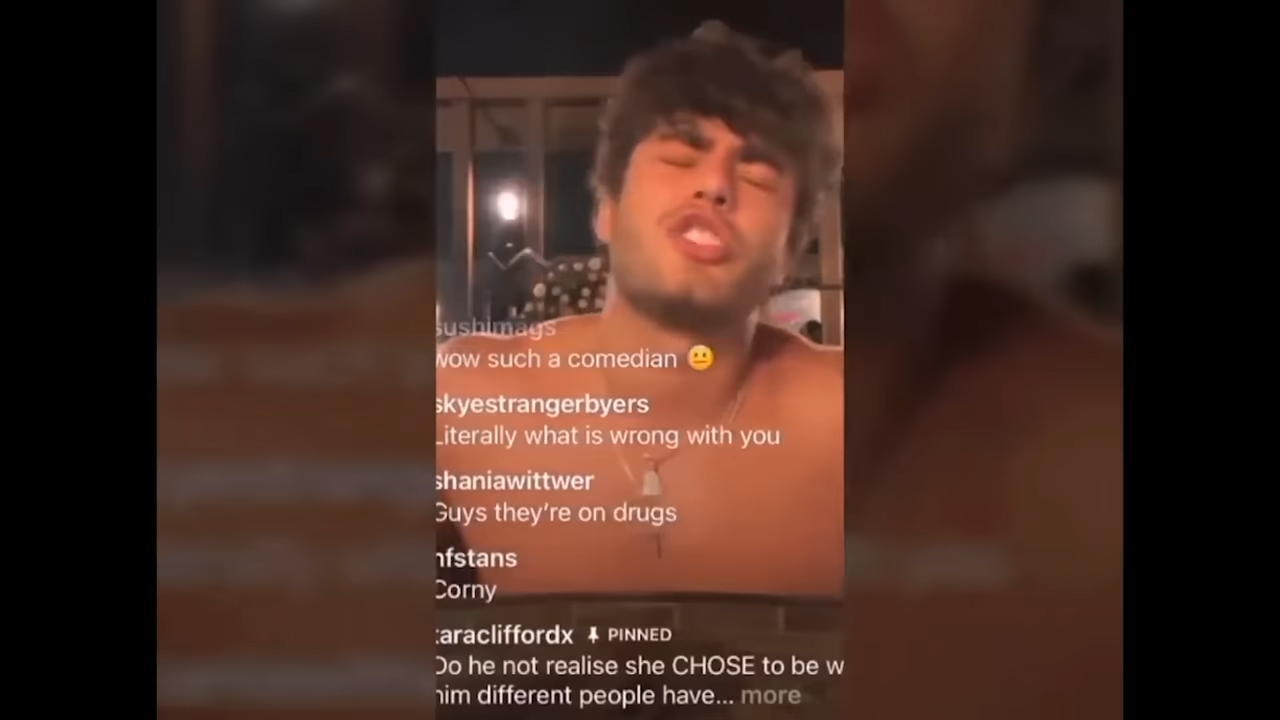 sushimags
wow such a comedian 😐
skyestrangerbyers
Literally what is wrong with you
shaniawittwer
Guys they're on drugs
nfstans
Corny
taracliffordx PINNED
Do he not realise she CHOSE to be w
him different people have... more